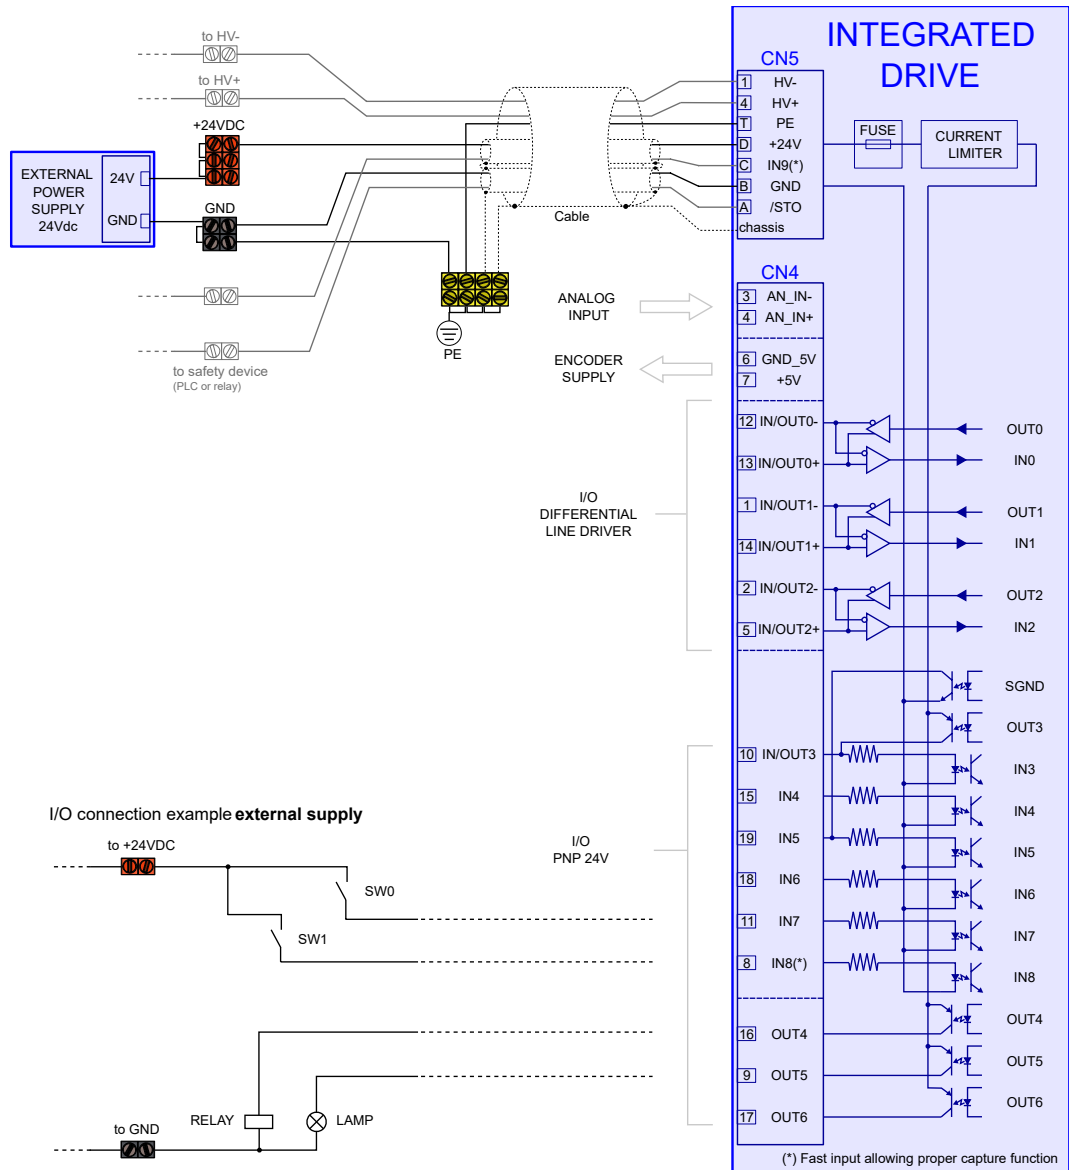 to HV-
to HV+
+24VDC
EXTERNAL
POWER
SUPPLY
24Vdc
24V
GND
GND
to safety device
(PLC or relay)
PE
Cable
INTEGRATED
DRIVE
CN5
1 HV-
4 HV+
T PE
D +24V
C IN9(*)
B GND
A /STO
chassis
FUSE
CURRENT
LIMITER
CN4
3 AN_IN-
4 AN_IN+
6 GND_5V
7 +5V
12 IN/OUT0-
13 IN/OUT0+
1 IN/OUT1-
14 IN/OUT1+
2 IN/OUT2-
5 IN/OUT2+
10 IN/OUT3
15 IN4
19 IN5
18 IN6
11 IN7
8 IN8(*)
16 OUT4
9 OUT5
17 OUT6
ANALOG
INPUT
ENCODER
SUPPLY
I/O
DIFFERENTIAL
LINE DRIVER
I/O
PNP 24V
OUT0
IN0
OUT1
IN1
OUT2
IN2
SGND
OUT3
IN3
IN4
IN5
IN6
IN7
IN8
OUT4
OUT5
OUT6
I/O connection example external supply
to +24VDC
SW0
SW1
RELAY
LAMP
to GND
(*) Fast input allowing proper capture function